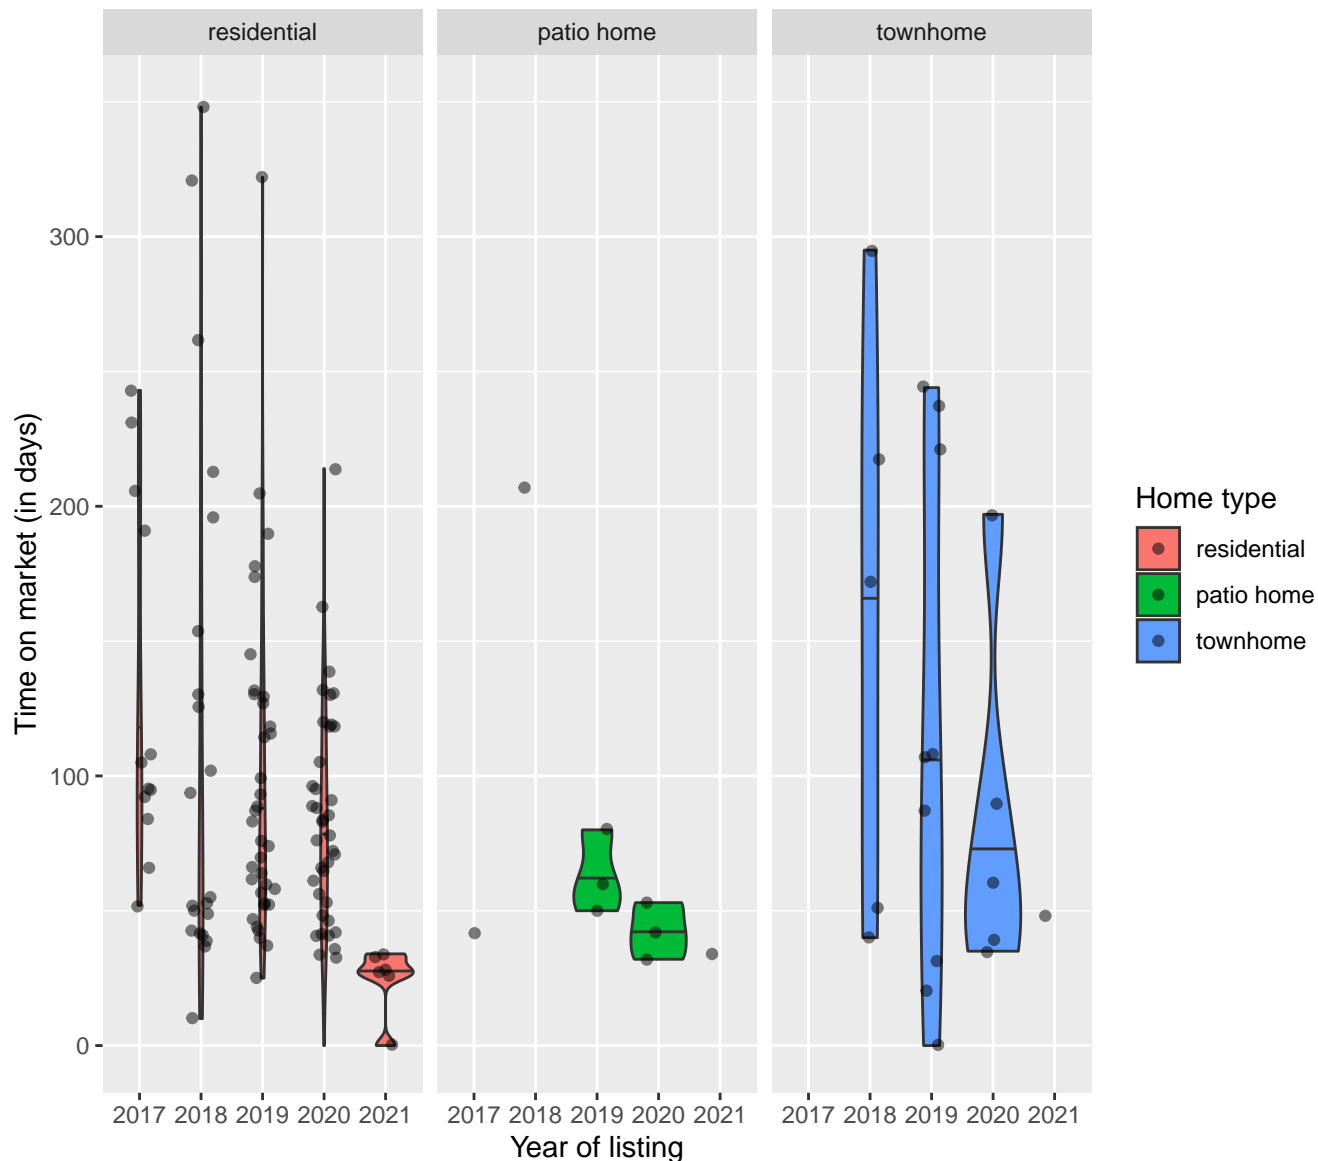 residential patio home townhome
300
200
100
0
Time on market (in days)
2017 2018 2019 2020 2021 2017 2018 2019 2020 2021 2017 2018 2019 2020 2021
Year of listing
Home type
residential
patio home
townhome